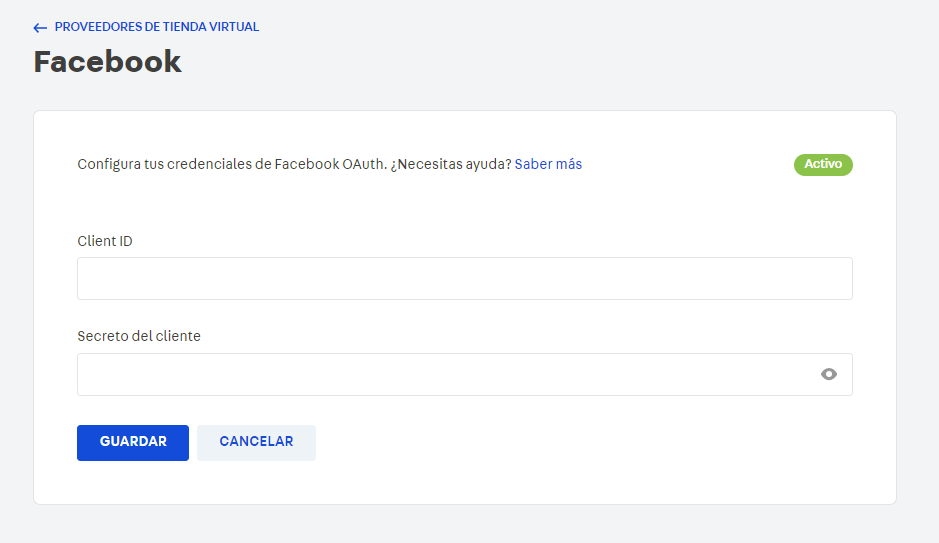 ← PROVEEDORES DE TIENDA VIRTUAL
Facebook
Configura tus credenciales de Facebook OAuth. ¿Necesitas ayuda? Saber más
Activo
Client ID
Secreto del cliente
GUARDAR CANCELAR